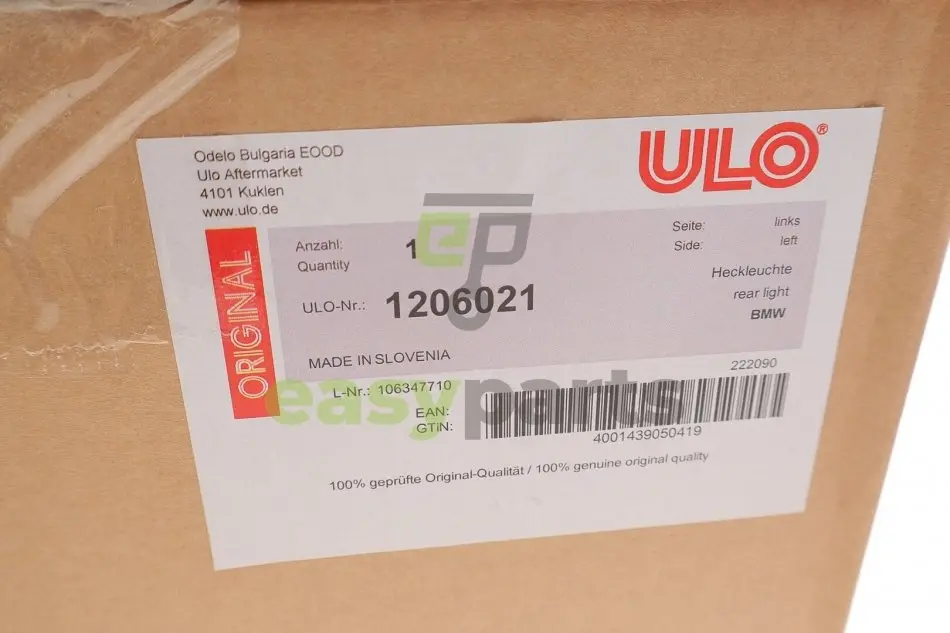 Odelo Bulgaria EOOD
Ulo Aftermarket
4101 Kuklen
www.ulo.de
ULO®
ORIGINAL
Anzahl: 1
Quantity
Seite: links
Side: left
ULO-Nr.: 1206021
Heckleuchte
rear light
BMW
MADE IN SLOVENIA
222090
L-Nr.: 106347710
EAN:
GTiN:
4001439050419
100% geprüfte Original-Qualität / 100% genuine original quality
ep
easyparts